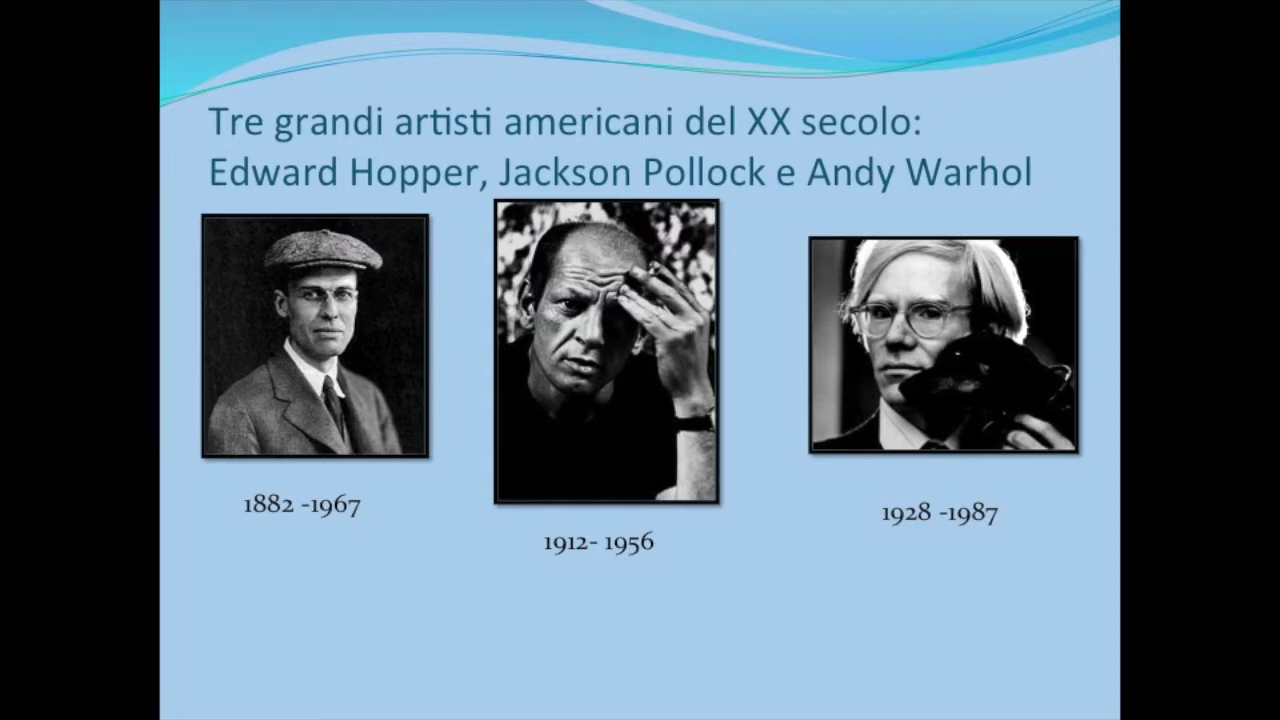 Tre grandi artisti americani del XX secolo:
Edward Hopper, Jackson Pollock e Andy Warhol
1882 -1967
1912- 1956
1928 -1987